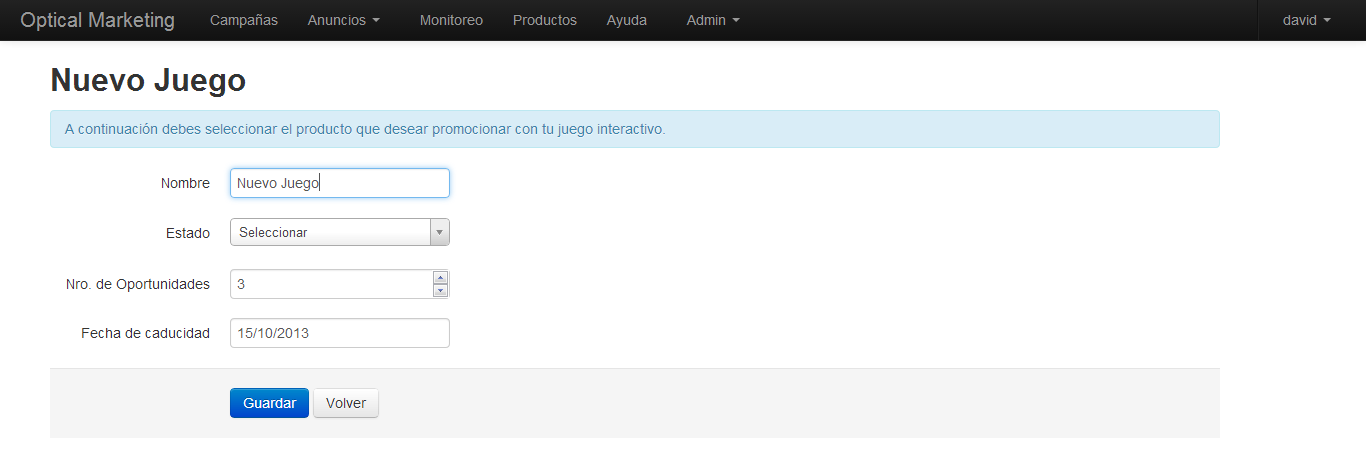 Optical Marketing Campañas Anuncios Monitoreo Productos Ayuda Admin david
Nuevo Juego
A continuación debes seleccionar el producto que desear promocionar con tu juego interactivo.
Nombre Nuevo Juego
Estado Seleccionar
Nro. de Oportunidades 3
Fecha de caducidad 15/10/2013
Guardar Volver